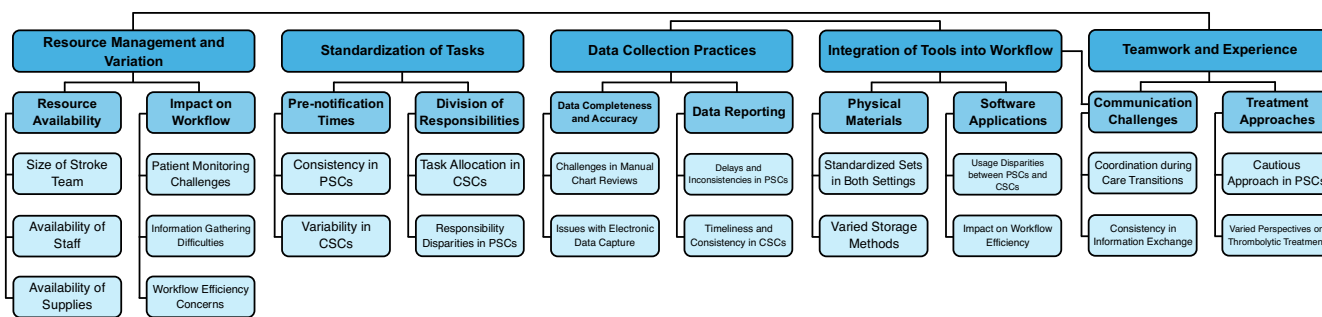 Resource Management and
Variation
Standardization of Tasks
Data Collection Practices
Integration of Tools into Workflow
Teamwork and Experience
Resource
Availability
Impact on
Workflow
Pre-notification
Times
Division of
Responsibilities
Data Completeness
and Accuracy
Data Reporting
Physical
Materials
Software
Applications
Communication
Challenges
Treatment
Approaches
Size of Stroke
Team
Patient Monitoring
Challenges
Consistency in
PSCs
Task Allocation in
CSCs
Challenges in Manual
Chart Reviews
Delays and
Inconsistencies in PSCs
Standardized Sets
in Both Settings
Usage Disparities
between PSCs and
CSCs
Coordination during
Care Transitions
Cautious
Approach in PSCs
Availability of
Staff
Information Gathering
Difficulties
Variability in
CSCs
Responsibility
Disparities in PSCs
Issues with Electronic
Data Capture
Timeliness and
Consistency in CSCs
Varied Storage
Methods
Impact on Workflow
Efficiency
Consistency in
Information Exchange
Varied Perspectives on
Thrombolytic Treatment
Availability of
Supplies
Workflow Efficiency
Concerns